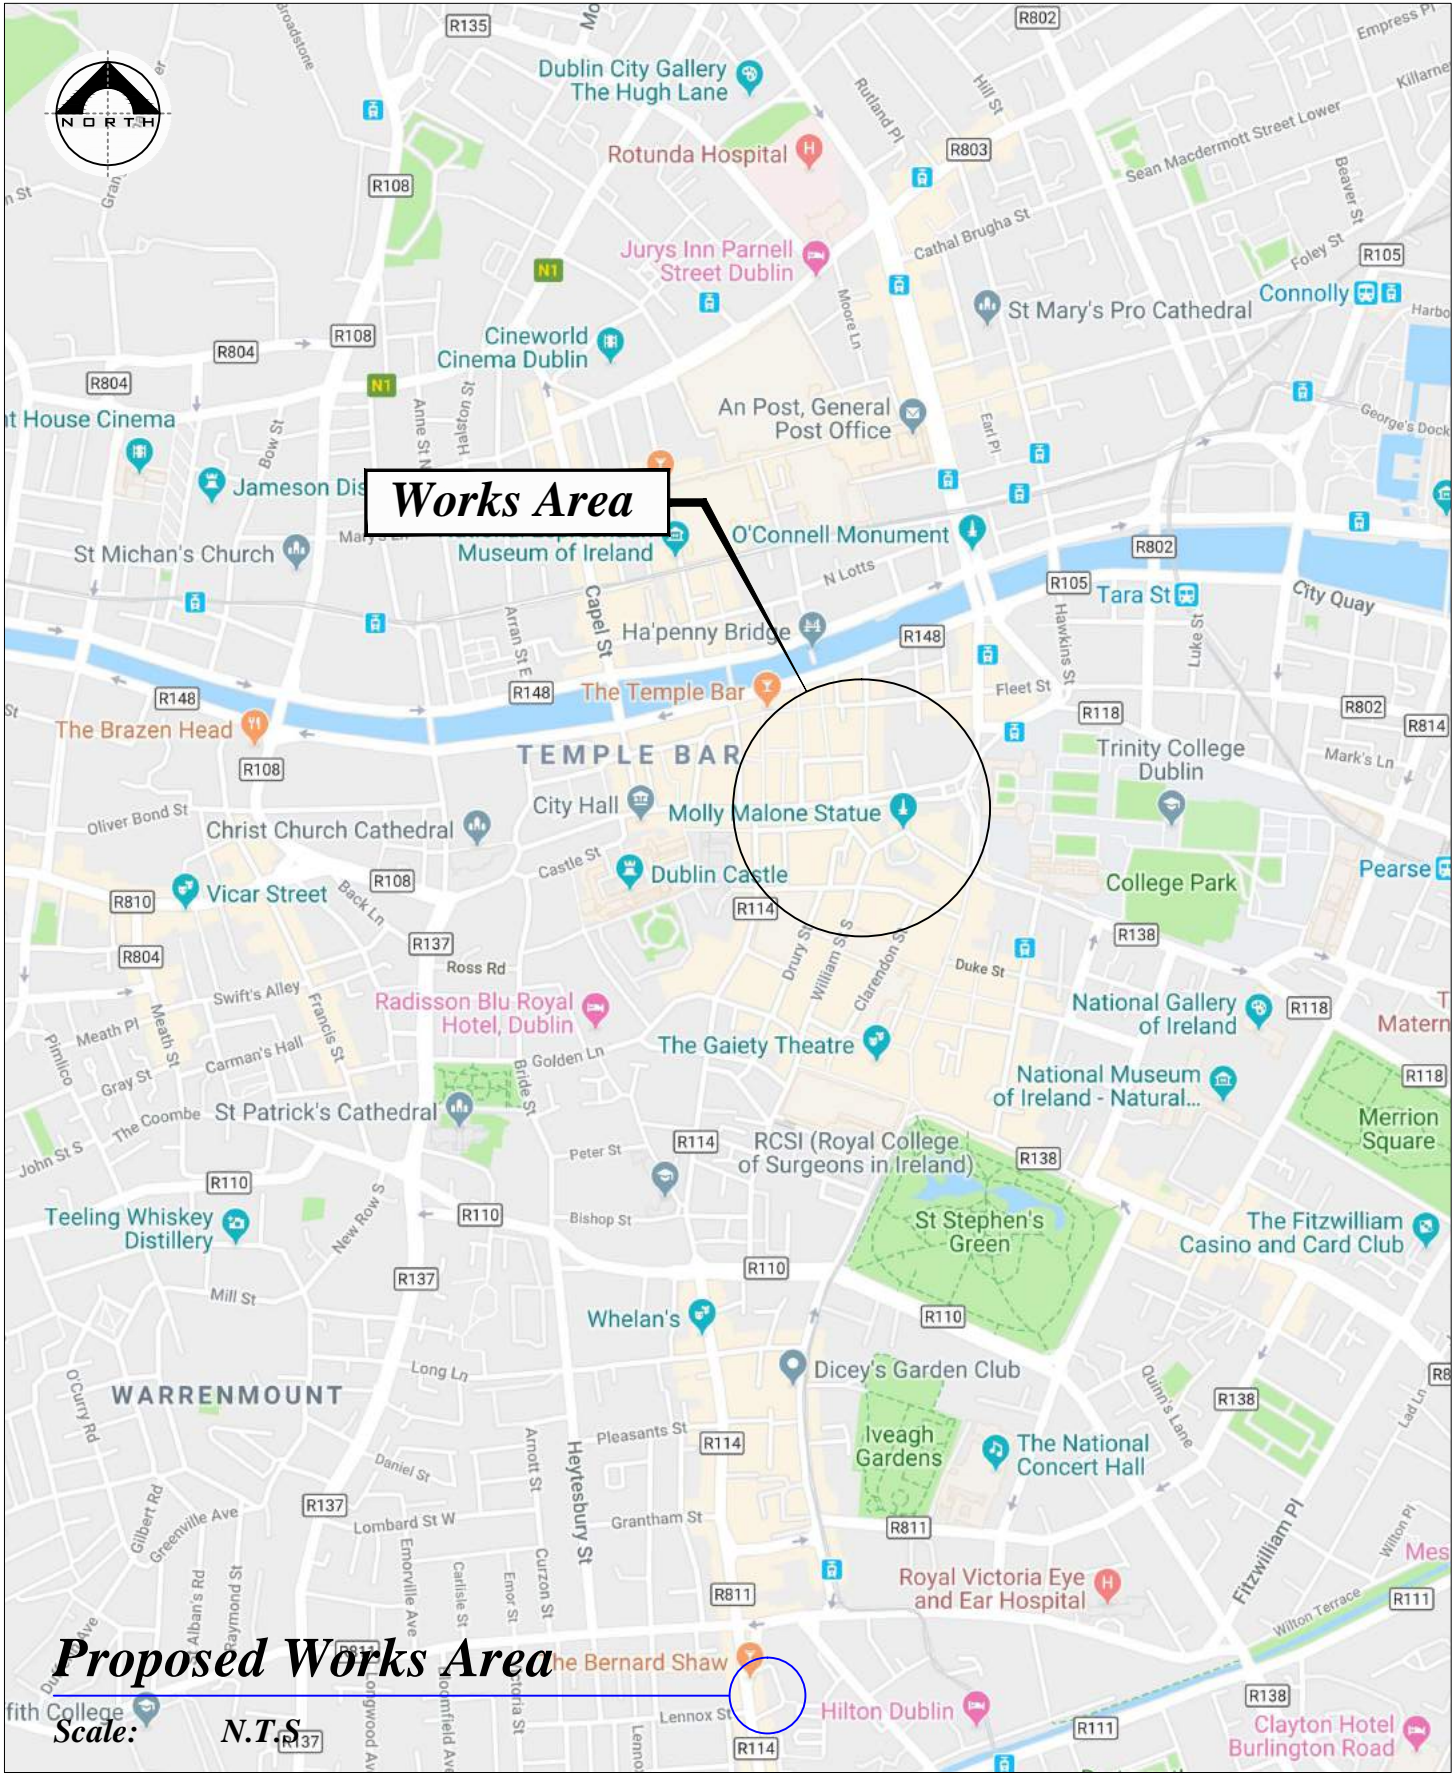 R135
R802
Empress Pl
Broadstone
Dublin City Gallery
The Hugh Lane
Rutland Pl
Hill St
NORTH
Sean Macdermott Street Lower
R803
Rotunda Hospital
R108
Beaver St
Cathal Brugha St
Foley St
R105
Jurys Inn Parnell
Street Dublin
N1
Moore Ln
Connolly
St Mary's Pro Cathedral
R108
R804
Cineworld
Cinema Dublin
R804
N1
Anne St N
Halston St
An Post, General
Post Office
Earl Pl
George's Dock
nt House Cinema
Bow St
Jameson Dis
Works Area
O'Connell Monument
St Michan's Church
Museum of Ireland
R802
N Lotts
R105
Tara St
City Quay
Capel St
Arran St E
Ha'penny Bridge
R148
Hawkins St
Luke St
R148
R148
The Temple Bar
Fleet St
R118
R802
R814
The Brazen Head
TEMPLE BAR
Trinity College
Dublin
Mark's Ln
R108
City Hall
Molly Malone Statue
Oliver Bond St
Christ Church Cathedral
Castle St
Dublin Castle
Pearse
College Park
R108
Vicar Street
R810
Back Ln
R114
R138
R137
R804
Drury St
William St S
Clarendon St
Duke St
Ross Rd
Swift's Alley
Francis St
Radisson Blu Royal
Hotel, Dublin
National Gallery
of Ireland
R118
Matern
Meath Pl
Meath St
Pimlico
Carman's Hall
Golden Ln
The Gaiety Theatre
Gray St
Bride St
National Museum
of Ireland - Natural...
R118
The Coombe
St Patrick's Cathedral
Merrion
Square
John St S
Peter St
R114
RCSI (Royal College
of Surgeons in Ireland)
R138
R110
Teeling Whiskey
Distillery
New Row S
R110
Bishop St
St Stephen's
Green
The Fitzwilliam
Casino and Card Club
R137
R110
Mill St
Whelan's
R110
Long Ln
Dicey's Garden Club
WARRENMOUNT
O'Curry Rd
Quinn's Lane
R138
Lad Ln
Iveagh
Gardens
Pleasants St
R114
Arnott St
Heytesbury St
The National
Concert Hall
Daniel St
Gilbert Rd
Greenville Ave
R137
Lombard St W
Grantham St
R811
Fitzwilliam Pl
Wilton Pl
Mes
Emorville Ave
Carlisle St
Emor St
Curzon St
R811
Royal Victoria Eye
and Ear Hospital
R111
Wilton Terrace
St Alban's Rd
Raymond St
Proposed Works Area
R811
he Bernard Shaw
fith College
Longwood Av
Bloomfield Ave
Lennox St
Hilton Dublin
R138
R111
Scale: N.T.S
R137
R114
Clayton Hotel
Burlington Road